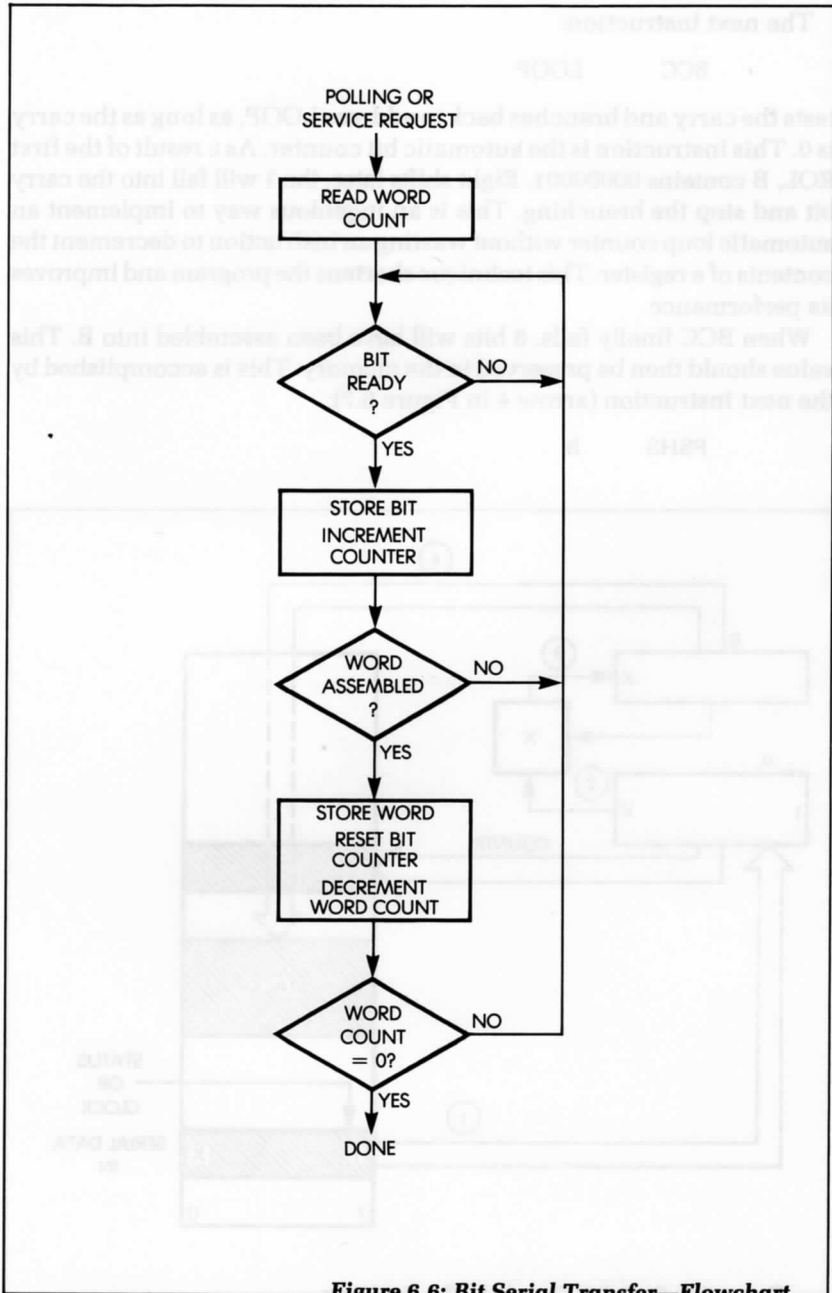 The next instruction:
BCC LOOP
tests the carry and branches back to address LOOP, as long as the carry
is 0. This instruction is the automatic bit counter. As a result of the first
ROL, B contains 00000001. Eight shifts later, the 1 will fall into the carry
bit and stop the branching. This is an ingenious way to implement an
automatic loop counter without wasting an instruction to decrement the
contents of a register. This technique shortens the program and improves
its performance.
When BCC finally fails, 8 bits will have been assembled into B. This
value should then be preserved in the memory. This is accomplished by
the next instruction (arrow 4 in Figure 6.7):
PSHS B
POLLING OR
SERVICE REQUEST
READ WORD
COUNT
BIT
READY
?
NO
YES
STORE BIT
INCREMENT
COUNTER
WORD
ASSEMBLED
?
NO
YES
STORE WORD
RESET BIT
COUNTER
DECREMENT
WORD COUNT
WORD
COUNT
= 0?
NO
YES
DONE
COUNT
STATUS
OR
CLOCK
SERIAL DATA
IN
7 0
Figure 6.6: Bit Serial Transfer—Flowchart